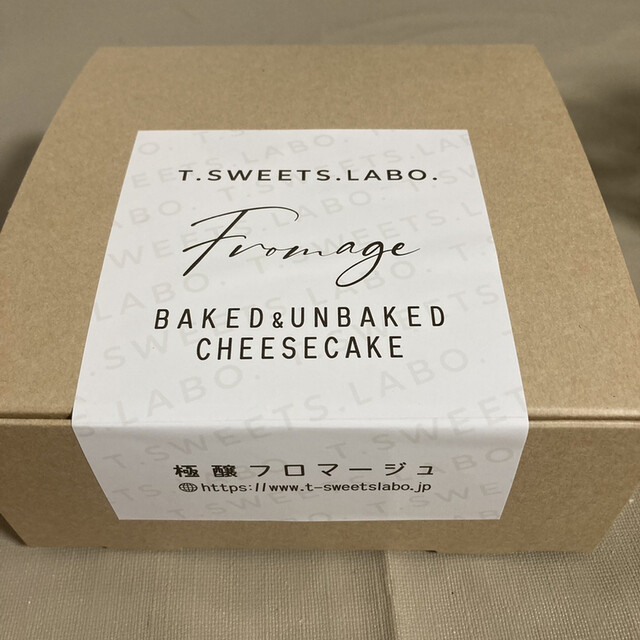 T.SWEETS.LABO.
Fromage
BAKED&UNBAKED
CHEESECAKE
極醸フロマージュ
https://www.t-sweetslabo.jp